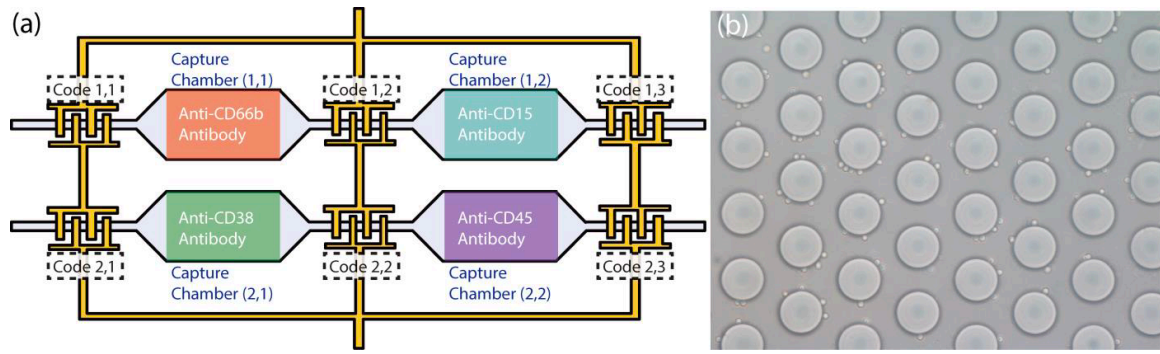 (a)
(b)
Capture
Chamber (1,1)
Capture
Chamber (1,2)
Code 1,1
Code 1,2
Code 1,3
Anti-CD66b
Antibody
Anti-CD15
Antibody
Anti-CD38
Antibody
Anti-CD45
Antibody
Code 2,1
Code 2,2
Code 2,3
Capture
Chamber (2,1)
Capture
Chamber (2,2)